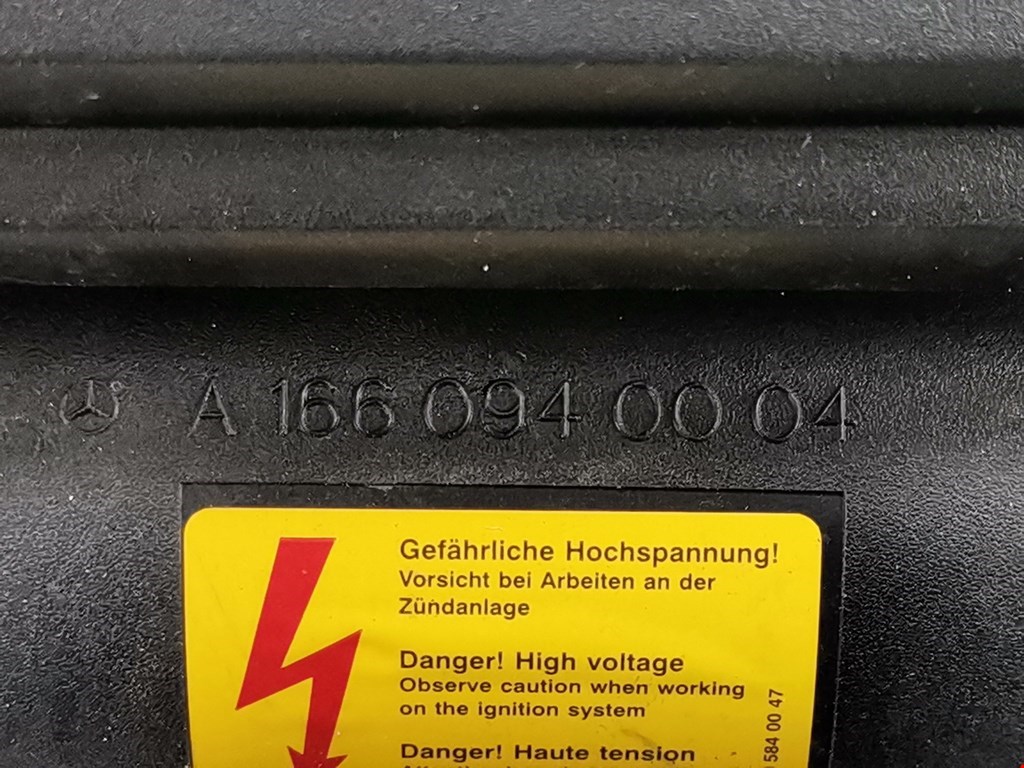 A 166 094 00 04
Gefährliche Hochspannung!
Vorsicht bei Arbeiten an der
Zündanlage
Danger! High voltage
Observe caution when working
on the ignition system
Danger! Haute tension
584 00 47